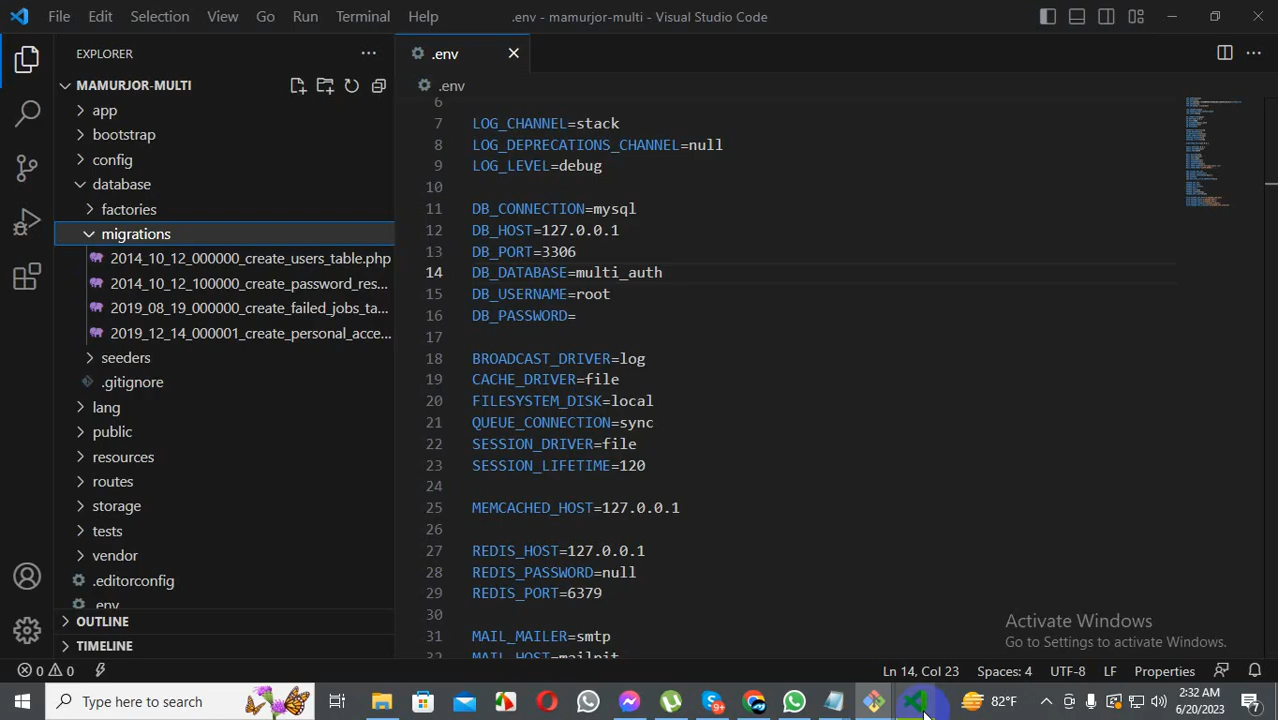 File Edit Selection View Go Run Terminal Help .env - mamurjor-multi - Visual Studio Code
EXPLORER
.env
MAMURJOR-MULTI
.env
app
bootstrap
config
database
factories
migrations
2014_10_12_000000_create_users_table.php
2014_10_12_100000_create_password_res...
2019_08_19_000000_create_failed_jobs_ta...
2019_12_14_000001_create_personal_acce...
seeders
.gitignore
lang
public
resources
routes
storage
tests
vendor
.editorconfig
.env
OUTLINE
TIMELINE
6
7 LOG_CHANNEL=stack
8 LOG_DEPRECATIONS_CHANNEL=null
9 LOG_LEVEL=debug
10
11 DB_CONNECTION=mysql
12 DB_HOST=127.0.0.1
13 DB_PORT=3306
14 DB_DATABASE=multi_auth
15 DB_USERNAME=root
16 DB_PASSWORD=
17
18 BROADCAST_DRIVER=log
19 CACHE_DRIVER=file
20 FILESYSTEM_DISK=local
21 QUEUE_CONNECTION=sync
22 SESSION_DRIVER=file
23 SESSION_LIFETIME=120
24
25 MEMCACHED_HOST=127.0.0.1
26
27 REDIS_HOST=127.0.0.1
28 REDIS_PASSWORD=null
29 REDIS_PORT=6379
30
31 MAIL_MAILER=smtp
32 MAIL_HOST=mailpit
Activate Windows
Go to Settings to activate Windows.
0 0 Ln 14, Col 23 Spaces: 4 UTF-8 LF Properties
Type here to search 9+ 82°F 2:32 AM
6/20/2023 7